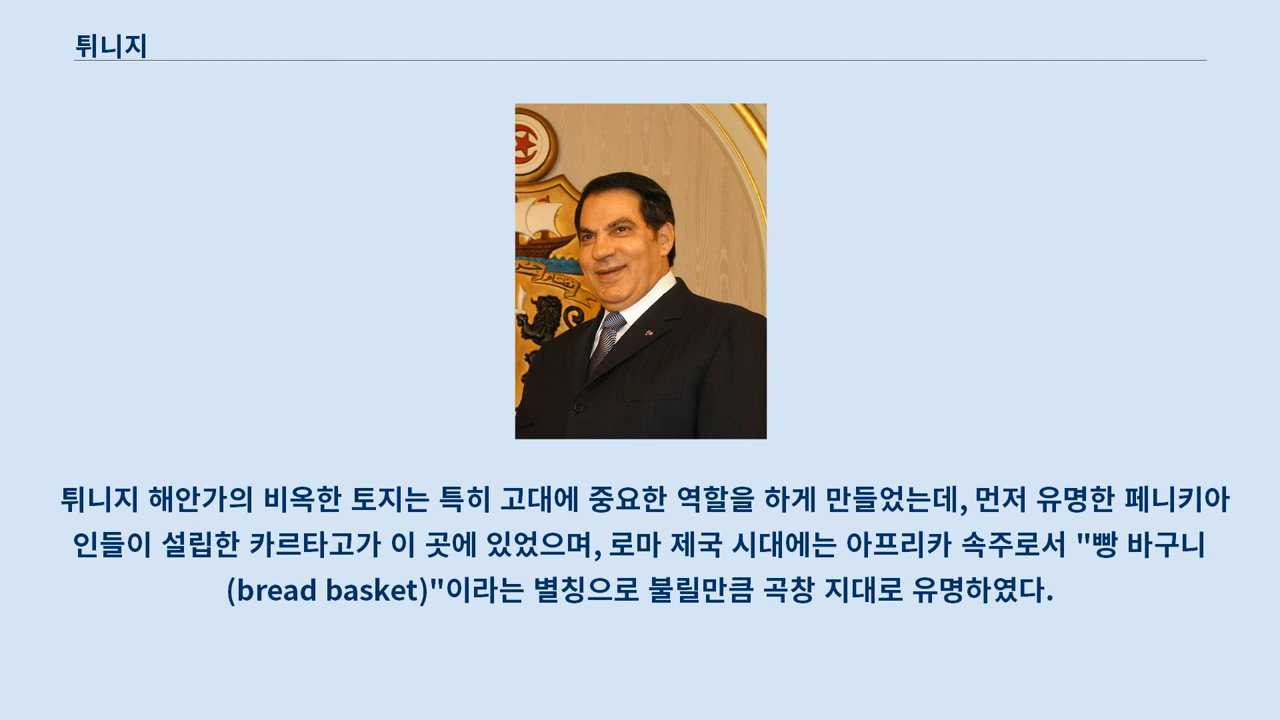 튀니지
튀니지 해안가의 비옥한 토지는 특히 고대에 중요한 역할을 하게 만들었는데, 먼저 유명한 페니키아
인들이 설립한 카르타고가 이 곳에 있었으며, 로마 제국 시대에는 아프리카 속주로서 "빵 바구니
(bread basket)"이라는 별칭으로 불릴만큼 곡창 지대로 유명하였다.